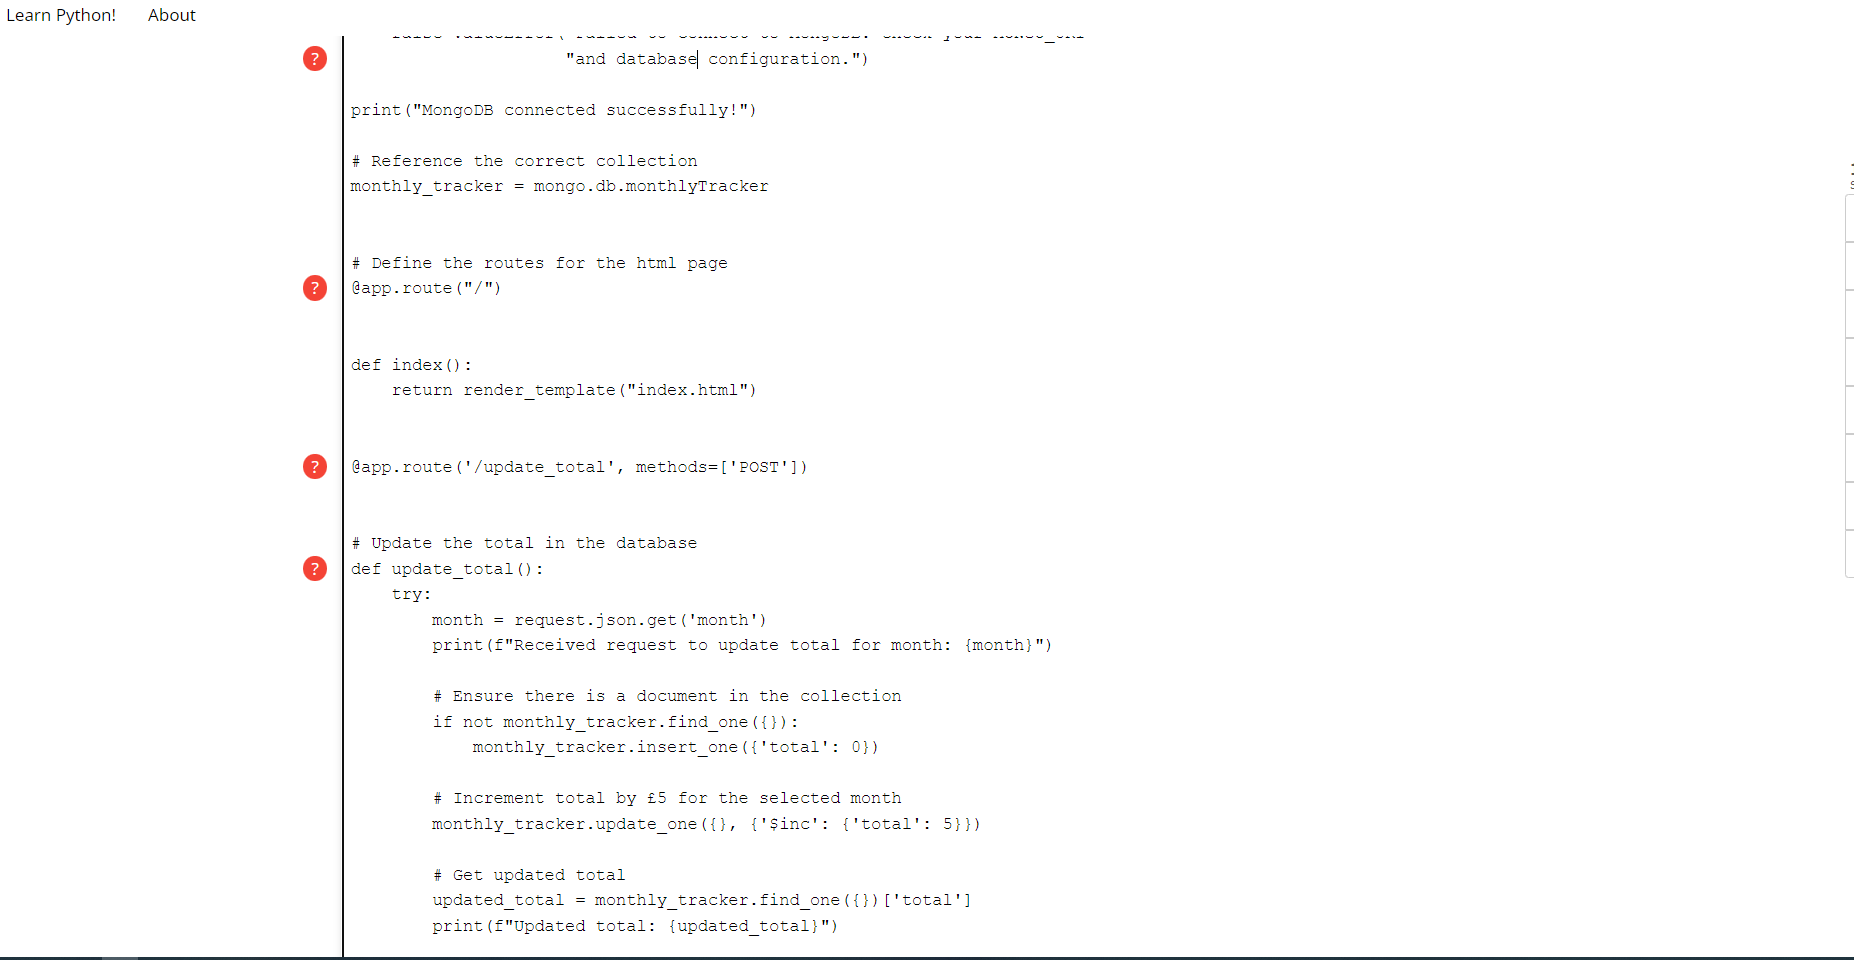 Learn Python! About
"and database configuration.")
print("MongoDB connected successfully!")
# Reference the correct collection
monthly_tracker = mongo.db.monthlyTracker
# Define the routes for the html page
@app.route("/")
def index():
    return render_template("index.html")
@app.route('/update_total', methods=['POST'])
# Update the total in the database
def update_total():
    try:
        month = request.json.get('month')
        print(f"Received request to update total for month: {month}")
        # Ensure there is a document in the collection
        if not monthly_tracker.find_one({}):
            monthly_tracker.insert_one({'total': 0})
        # Increment total by £5 for the selected month
        monthly_tracker.update_one({}, {'$inc': {'total': 5}})
        # Get updated total
        updated_total = monthly_tracker.find_one({})['total']
        print(f"Updated total: {updated_total}")